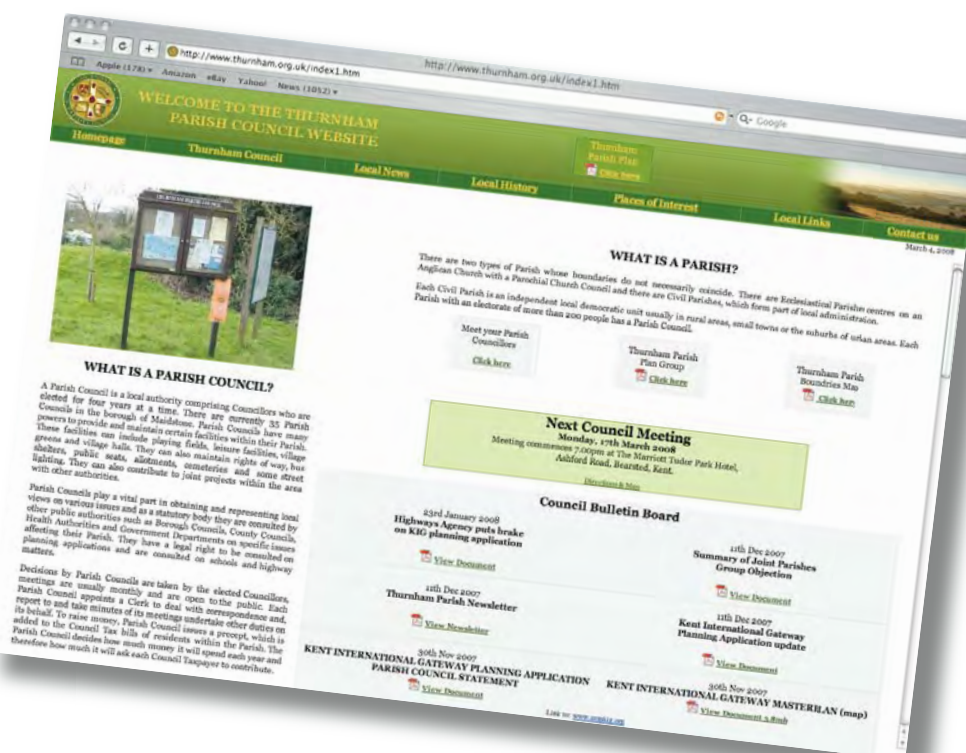 http://www.thurnham.org.uk/index1.htm
http://www.thurnham.org.uk/index1.htm
Google
Apple (178) Amazon eBay Yahoo! News (1052)
WELCOME TO THE THURNHAM
PARISH COUNCIL WEBSITE
Thurnham
Parish Plan
Click here
Homepage Thurnham Council Local News Local History Places of Interest Local Links Contact us
March 4, 2008
THURNHAM PARISH COUNCIL
WHAT IS A PARISH COUNCIL?
A Parish Council is a local authority comprising Councillors who are
elected for four years at a time. There are currently 35 Parish
Councils in the borough of Maidstone. Parish Councils have many
powers to provide and maintain certain facilities within their Parish.
These facilities can include playing fields, leisure facilities, village
greens and village halls. They can also maintain rights of way, bus
shelters, public seats, allotments, cemeteries and some street
lighting. They can also contribute to joint projects within the area
with other authorities.
Parish Councils play a vital part in obtaining and representing local
views on various issues and as a statutory body they are consulted by
other public authorities such as Borough Councils, County Councils,
Health Authorities and Government Departments on specific issues
affecting their Parish. They have a legal right to be consulted on
planning applications and are consulted on schools and highway
matters.
Decisions by Parish Councils are taken by the elected Councillors,
meetings are usually monthly and are open to the public. Each
Parish Council appoints a Clerk to deal with correspondence and,
report to and take minutes of its meetings undertake other duties on
its behalf. To raise money, Parish Council issues a precept, which is
added to the Council Tax bills of residents within the Parish. The
Parish Council decides how much money it will spend each year and
therefore how much it will ask each Council Taxpayer to contribute.
WHAT IS A PARISH?
There are two types of Parish whose boundaries do not necessarily coincide. There are Ecclesiastical Parishes centres on an
Anglican Church with a Parochial Church Council and there are Civil Parishes, which form part of local administraion.
Each Civil Parish is an independent local democratic unit usually in rural areas, small towns or the suburbs of urlan areas. Each
Parish with an electorate of more than 200 people has a Parish Council.
Meet your Parish
Councillors
Click here
Thurnham Parish
Plan Group
Click here
Thurnham Parih
Boundries Map
Click here
Next Council Meeting
Monday, 17th March 2008
Meeting commences 7.00pm at The Marriott Tudor Park Hotel,
Ashford Road, Bearsted, Kent.
Directions & Map
Council Bulletin Board
23rd January 2008
Highways Agency puts brake
on KIG planning application
View Document
11th Dec 2007
Summary of Joint Parishes
Group Objection
View Document
11th Dec 2007
Thurnham Parish Newsletter
View Newsletter
11th Dec 2007
Kent International Gateway
Planning Application update
View Document
30th Nov 2007
KENT INTERNATIONAL GATEWAY PLANNING APPLICATION
PARISH COUNCIL STATEMENT
View Document
30th Nov 2007
KENT INTERNATIONAL GATEWAY MASTERILAN (map)
View Document 3.8mb
Link to: